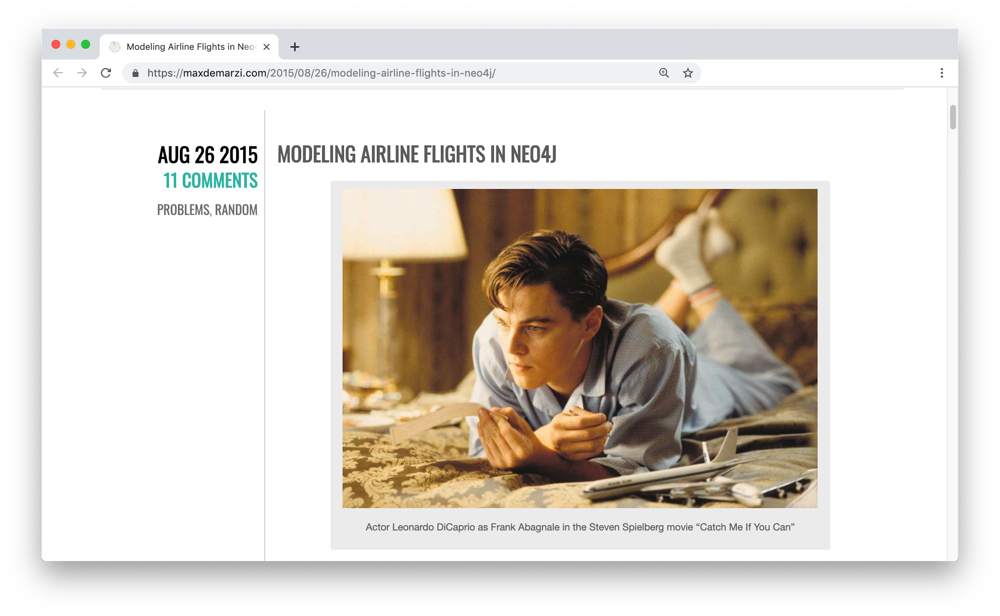 Modeling Airline Flights in Neo4
https://maxdemarzi.com/2015/08/26/modeling-airline-flights-in-neo4j/
AUG 26 2015
11 COMMENTS
PROBLEMS, RANDOM
MODELING AIRLINE FLIGHTS IN NEO4J
Actor Leonardo DiCaprio as Frank Abagnale in the Steven Spielberg movie “Catch Me If You Can”